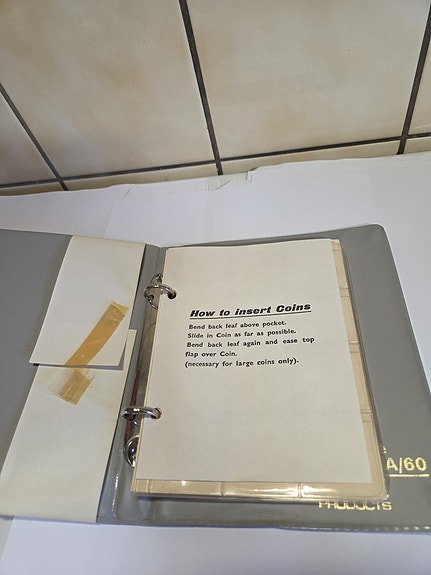 How to insert Coins
Bend back leaf above pocket.
Slide in Coin as far as possible.
Bend back leaf again and ease top
flap over Coin.
(necessary for large coins only).
A/60
PRODUCTS